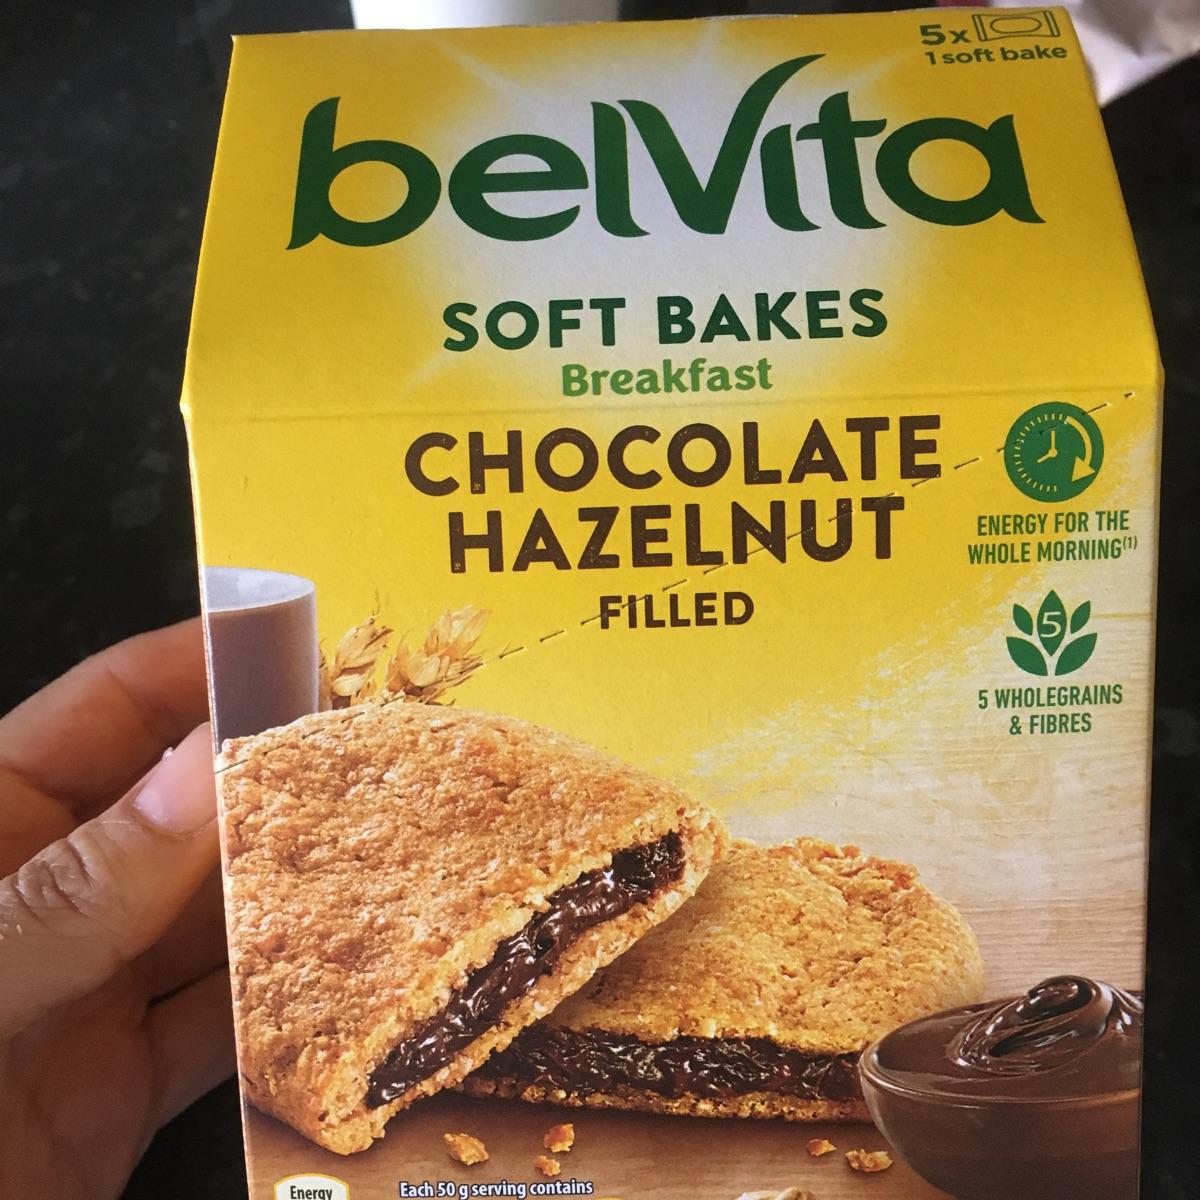 5x
1 soft bake
belVita
SOFT BAKES
Breakfast
CHOCOLATE
HAZELNUT
FILLED
ENERGY FOR THE
WHOLE MORNING(1)
5
5 WHOLEGRAINS
& FIBRES
Energy
Each 50 g serving contains